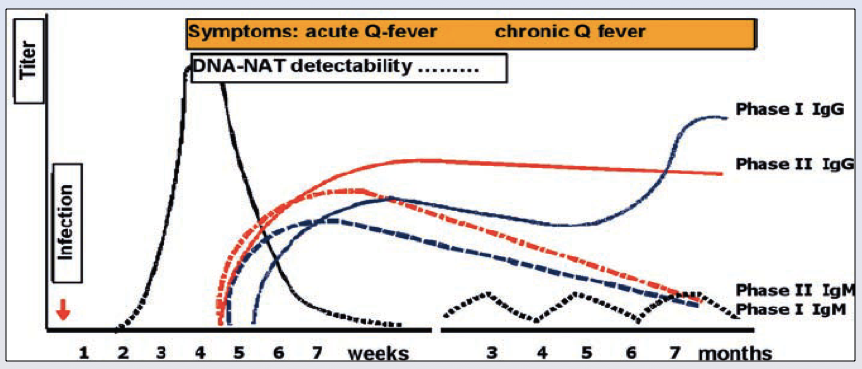 Symptoms: acute Q-fever chronic Q fever
DNA-NAT detectability .........
Titer
Infection
Phase I IgG
Phase II IgG
Phase II IgM
Phase I IgM
1 2 3 4 5 6 7 weeks 3 4 5 6 7 months